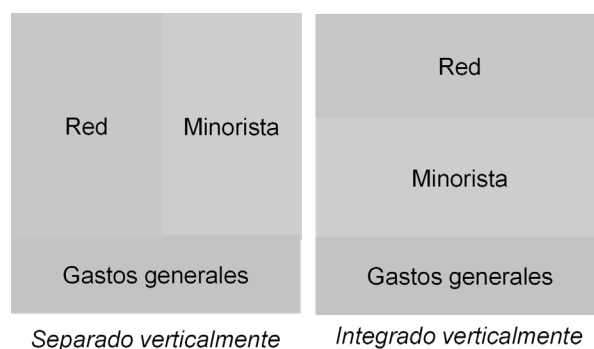 Red
Minorista
Gastos generales
Separado verticalmente
Red
Minorista
Gastos generales
Integrado verticalmente